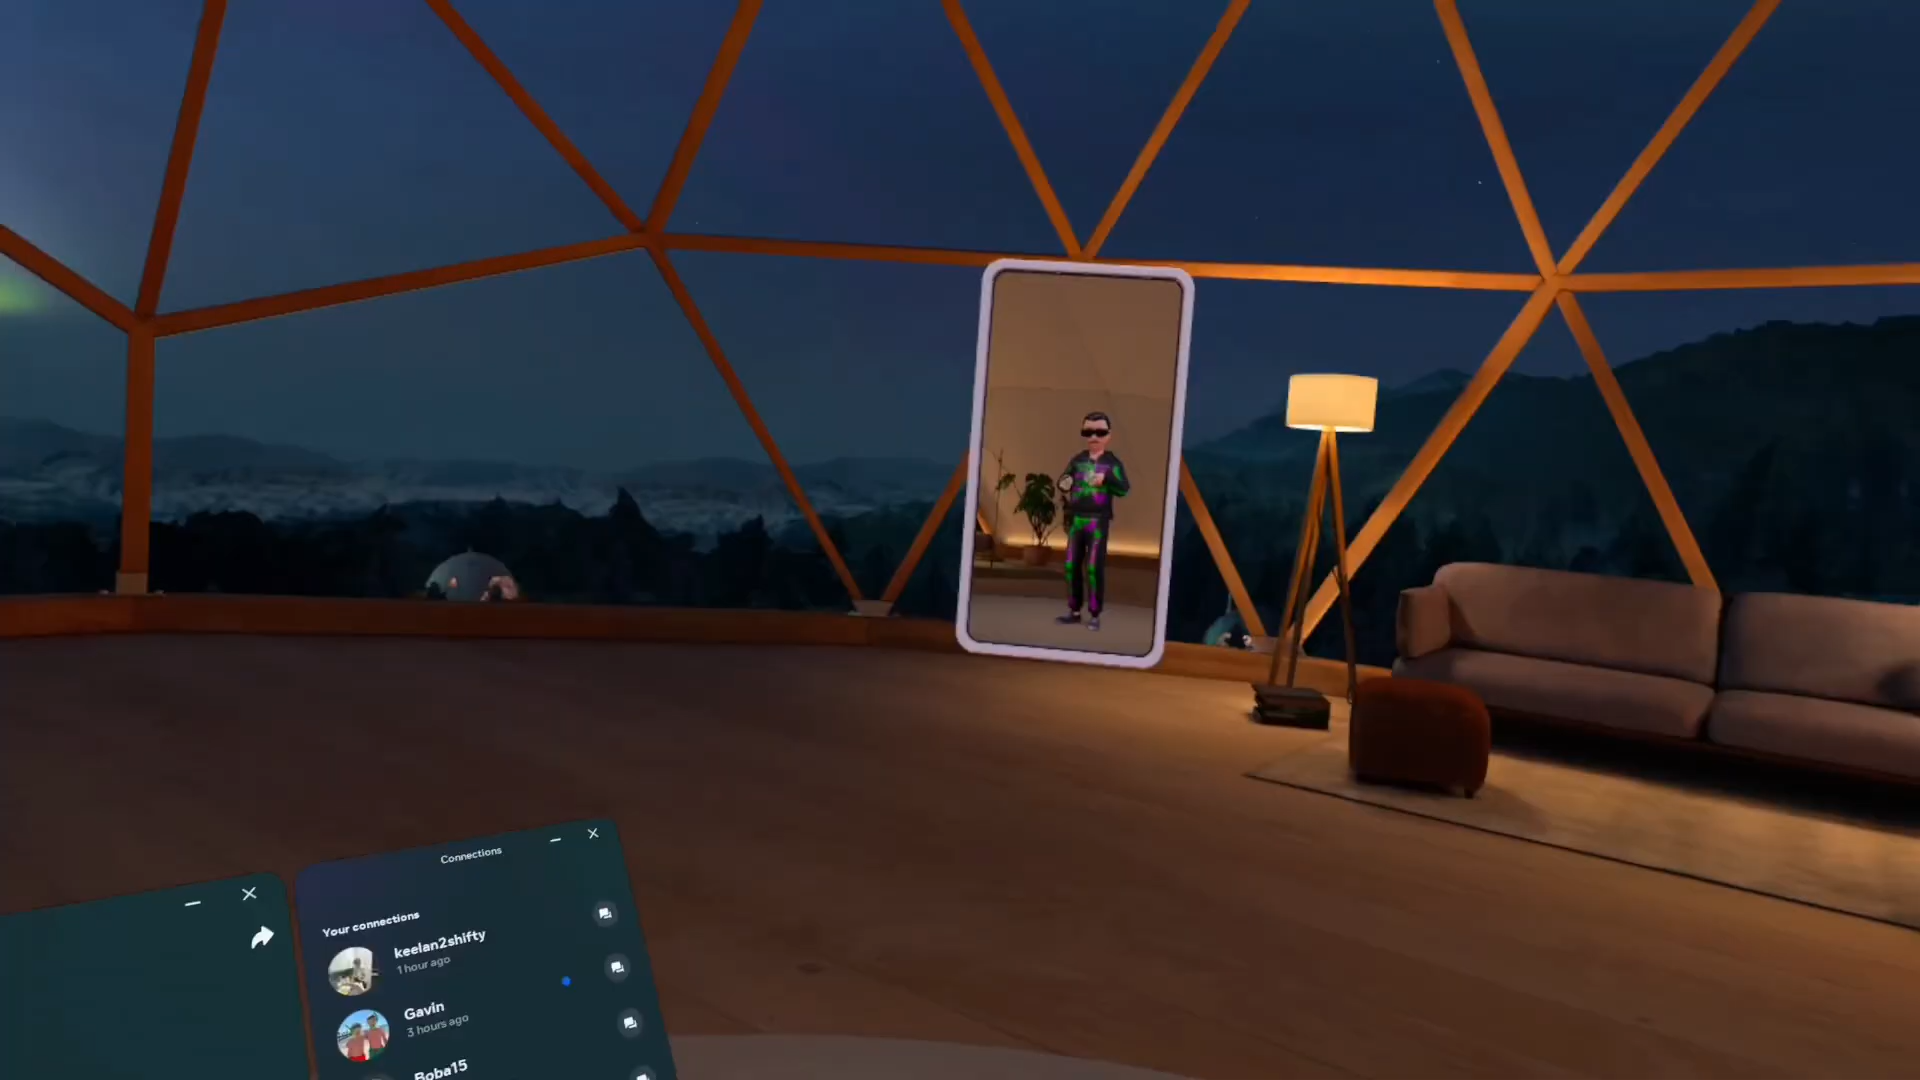 Connections
Your connections
keelan2shifty
1 hour ago
Gavin
3 hours ago
Boba15